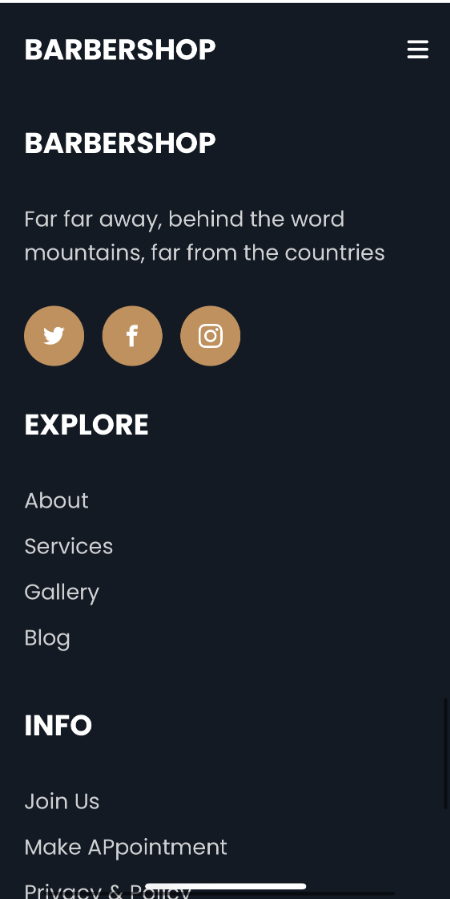 BARBERSHOP
BARBERSHOP
Far far away, behind the word
mountains, far from the countries
EXPLORE
About
Services
Gallery
Blog
INFO
Join Us
Make APpointment
Privacy & Policy